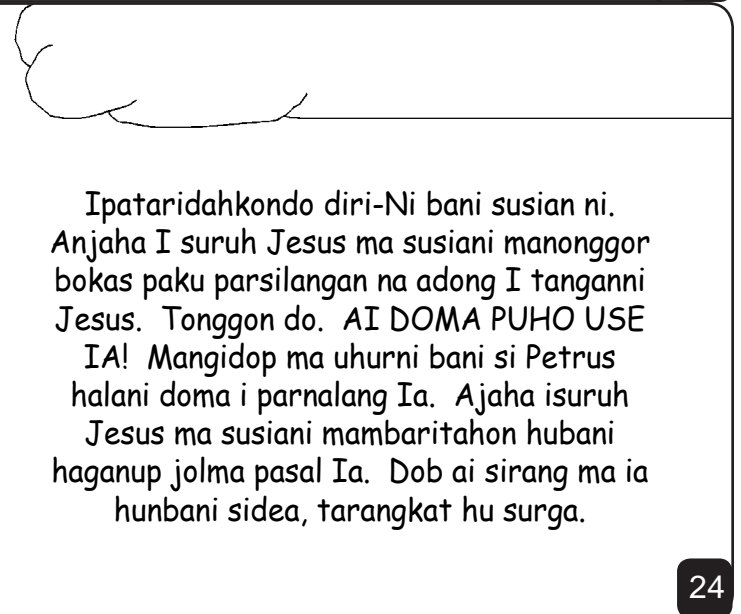 Ipataridahkondo diri-Ni bani susian ni.
Anjaha I suruh Jesus ma susiani manonggor
bokas paku parsilangan na adong I tanganni
Jesus. Tonggon do. AI DOMA PUHO USE
IA! Mangidop ma uhurni bani si Petrus
halani doma i parnalang Ia. Ajaha isuruh
Jesus ma susiani mambaritahon hubani
haganup jolma pasal Ia. Dob ai sirang ma ia
hunbani sidea, tarangkat hu surga.
24